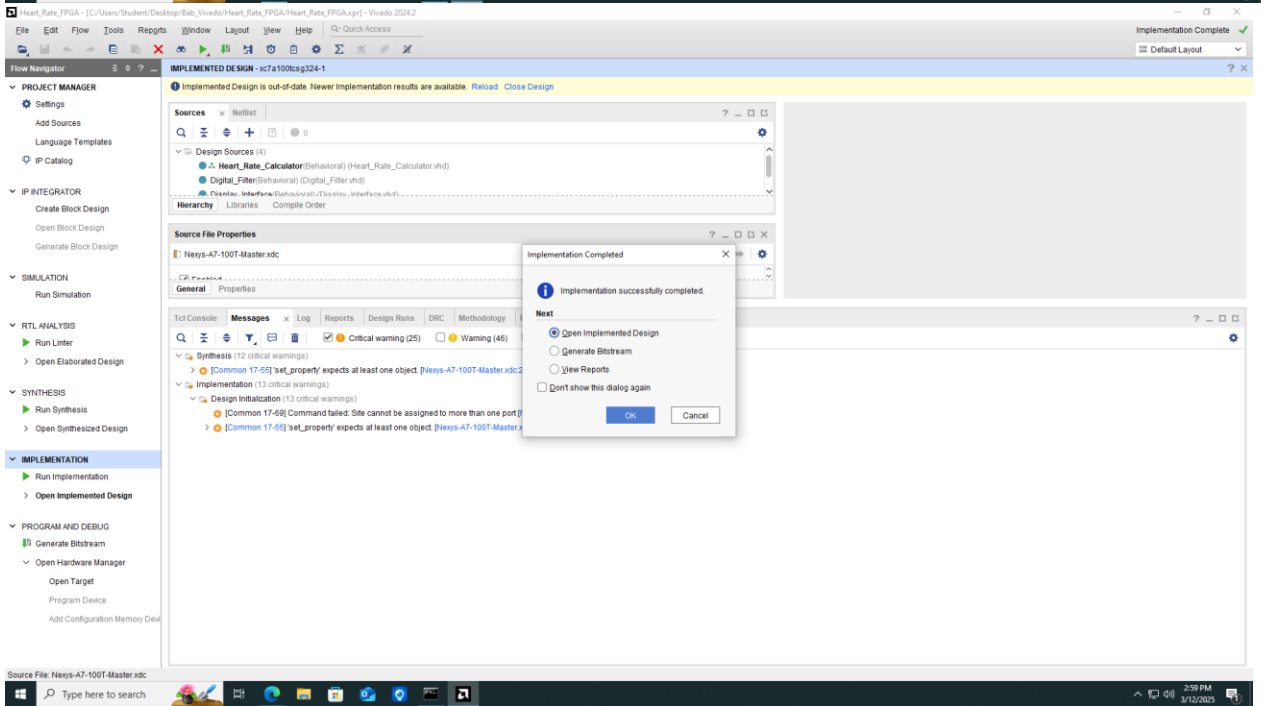 Heart_Rate_FPGA - [C:/Users/Student/Desktop/Bab_Vivado/Heart_Rate_FPGA/Heart_Rate_FPGA.xpr] - Vivado 2024.2
File Edit Flow Tools Reports Window Layout View Help Quick Access
Implementation Complete
Default Layout
Flow Navigator
PROJECT MANAGER
Settings
Add Sources
Language Templates
IP Catalog
IP INTEGRATOR
Create Block Design
Open Block Design
Generate Block Design
SIMULATION
Run Simulation
RTL ANALYSIS
Run Linter
Open Elaborated Design
SYNTHESIS
Run Synthesis
Open Synthesized Design
IMPLEMENTATION
Run Implementation
Open Implemented Design
PROGRAM AND DEBUG
Generate Bitstream
Open Hardware Manager
Open Target
Program Device
Add Configuration Memory Devi
IMPLEMENTED DESIGN - xc7a100tcsg324-1
Implemented Design is out-of-date. Newer Implementation results are available. Reload Close Design
Sources Netlist
0
Design Sources (4)
Heart_Rate_Calculator(Behavioral) (Heart_Rate_Calculator.vhd)
Digital_Filter(Behavioral) (Digital_Filter.vhd)
Display_Interface(Behavioral) (Display_Interface.vhd)
Hierarchy Libraries Compile Order
Source File Properties
Nexys-A7-100T-Master.xdc
Enabled
General Properties
Tcl Console Messages Log Reports Design Runs DRC Methodology
Critical warning (25) Warning (46)
Synthesis (12 critical warnings)
[Common 17-55] 'set_property' expects at least one object. [Nexys-A7-100T-Master.xdc:2
Implementation (13 critical warnings)
Design Initialization (13 critical warnings)
[Common 17-69] Command failed: Site cannot be assigned to more than one port [
[Common 17-55] 'set_property' expects at least one object. [Nexys-A7-100T-Master.x
Implementation Completed
Implementation successfully completed.
Next
Open Implemented Design
Generate Bitstream
View Reports
Don't show this dialog again
OK Cancel
Source File: Nexys-A7-100T-Master.xdc
Type here to search
2:59 PM
3/12/2025